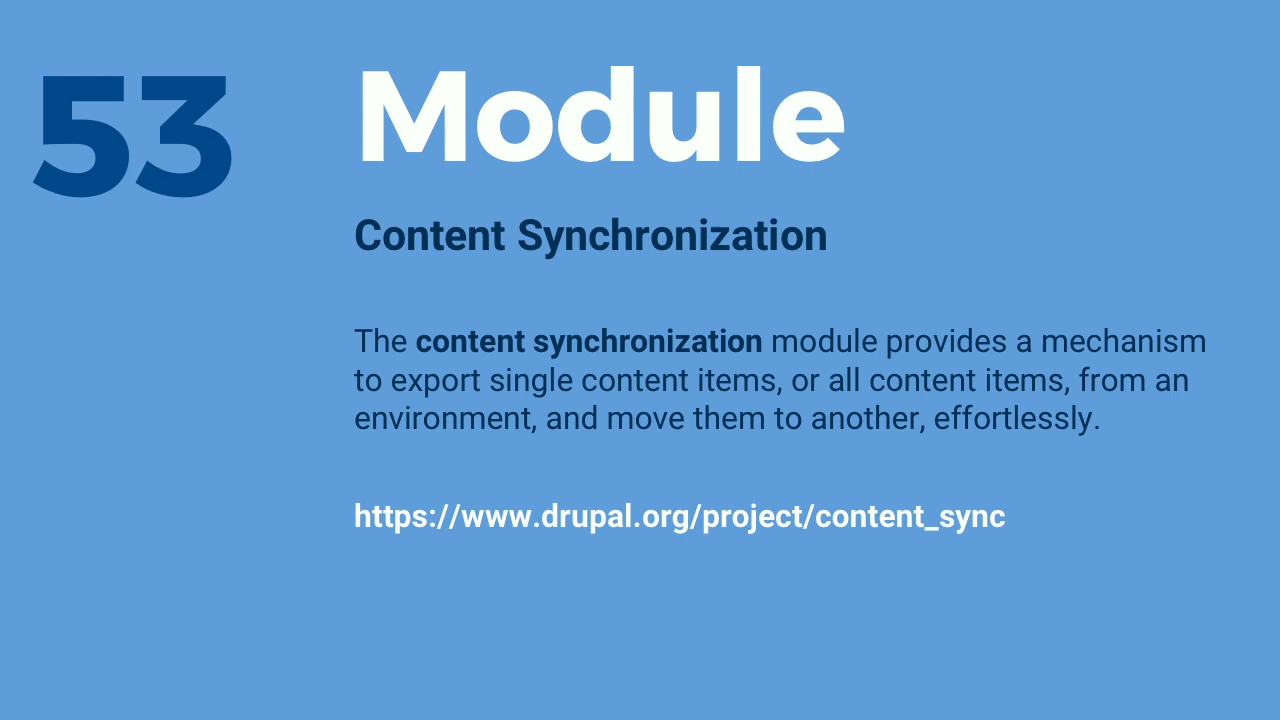 53
Module
Content Synchronization
The content synchronization module provides a mechanism
to export single content items, or all content items, from an
environment, and move them to another, effortlessly.
https://www.drupal.org/project/content_sync